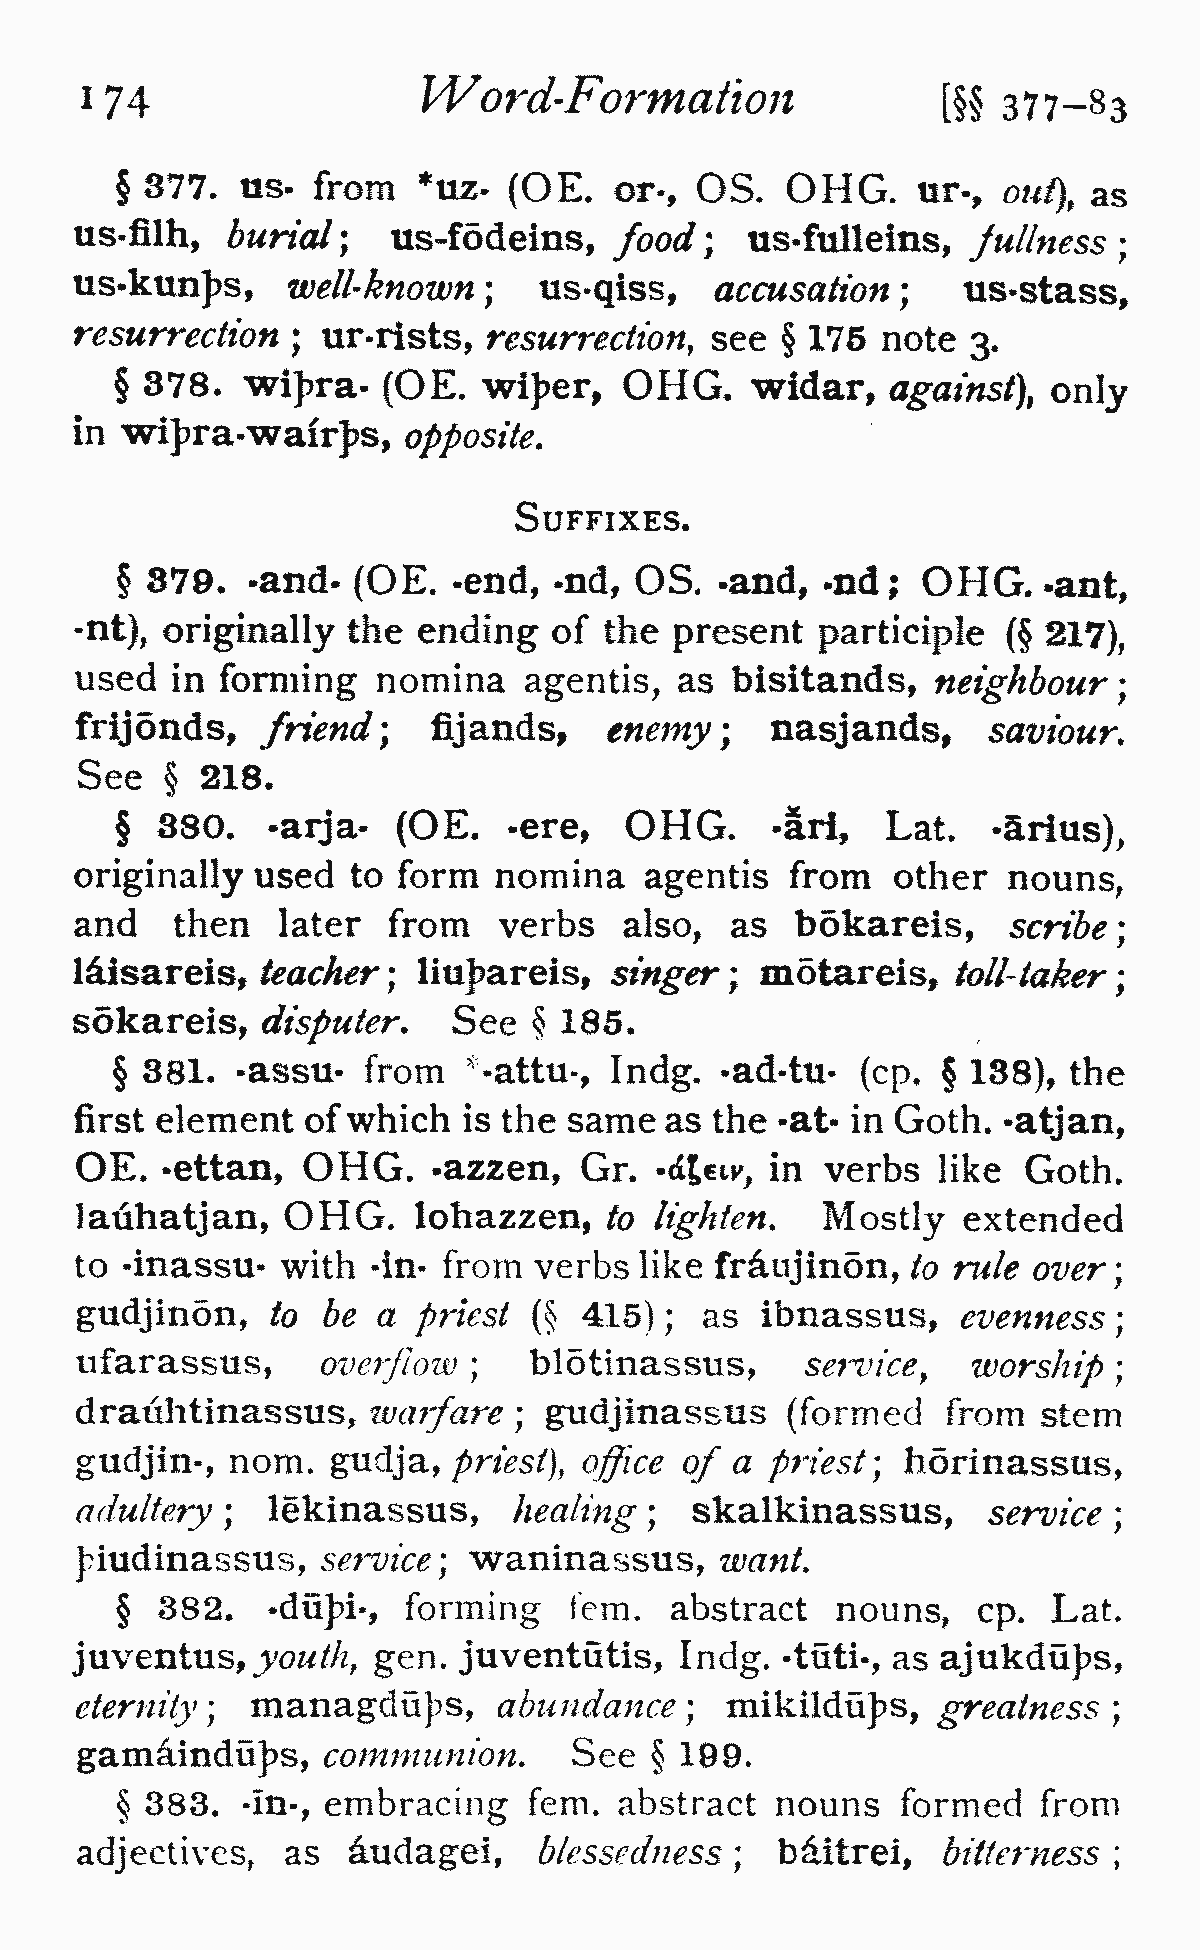 174 Word-Formation [§§ 377–83
§ 377. us- from *uz- (OE. or-, OS. OHG. ur-, out), as
us-filh, burial; us-fōdeins, food; us-fulleins, fullness;
us-kunþs, well-known; us-qiss, accusation; us-stass,
resurrection; ur-rists, resurrection, see § 175 note 3.
§ 378. wiþra- (OE. wiþer, OHG. widar, against), only
in wiþra-waírþs, opposite.
SUFFIXES.
§ 379. -and- (OE. -end, -nd, OS. -and, -nd; OHG. -ant,
-nt), originally the ending of the present participle (§ 217),
used in forming nomina agentis, as bisitands, neighbour;
frijōnds, friend; fijands, enemy; nasjands, saviour.
See § 218.
§ 380. -arja- (OE. -ere, OHG. -ā̆ri, Lat. -ārius),
originally used to form nomina agentis from other nouns,
and then later from verbs also, as bōkareis, scribe;
láisareis, teacher; liuþareis, singer; mōtareis, toll-taker;
sōkareis, disputer. See § 185.
§ 381. -assu- from *-attu-, Indg. -ad-tu- (cp. § 138), the
first element of which is the same as the -at- in Goth. -atjan,
OE. -ettan, OHG. -azzen, Gr. -άζειν, in verbs like Goth.
laúhatjan, OHG. lohazzen, to lighten. Mostly extended
to -inassu- with -in- from verbs like fráujinōn, to rule over;
gudjinōn, to be a priest (§ 415); as ibnassus, evenness;
ufarassus, overflow; blōtinassus, service, worship;
draúhtinassus, warfare; gudjinassus (formed from stem
gudjin-, nom. gudja, priest), office of a priest; hōrinassus,
adultery; lēkinassus, healing; skalkinassus, service;
þiudinassus, service; waninassus, want.
§ 382. -dūþi-, forming fem. abstract nouns, cp. Lat.
juventus, youth, gen. juventūtis, Indg. -tūti-, as ajukdūþs,
eternity; managdūþs, abundance; mikildūþs, greatness;
gamáindūþs, communion. See § 199.
§ 383. -īn-, embracing fem. abstract nouns formed from
adjectives, as áudagei, blessedness; báitrei, bitterness;